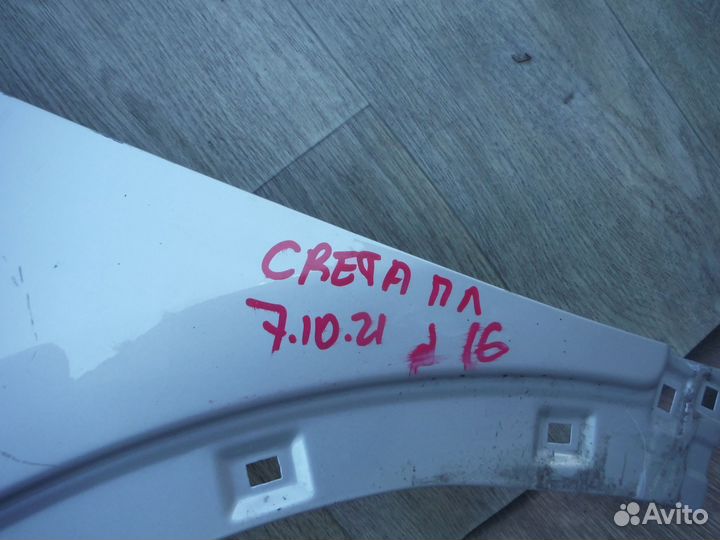 CRETA ПЛ
7.10.21 d 16
Avito